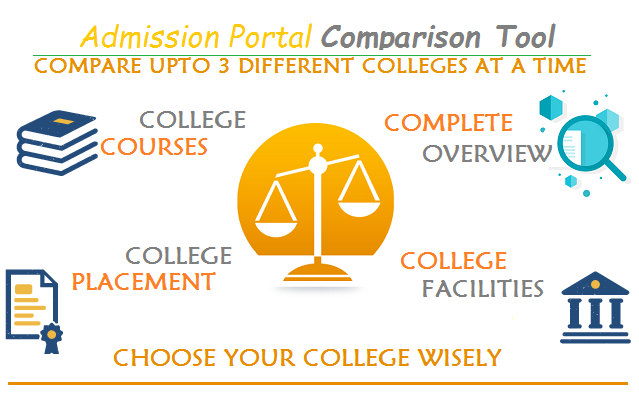 Admission Portal Comparison Tool
COMPARE UPTO 3 DIFFERENT COLLEGES AT A TIME
COLLEGE
COURSES
COMPLETE
OVERVIEW
COLLEGE
PLACEMENT
COLLEGE
FACILITIES
CHOOSE YOUR COLLEGE WISELY